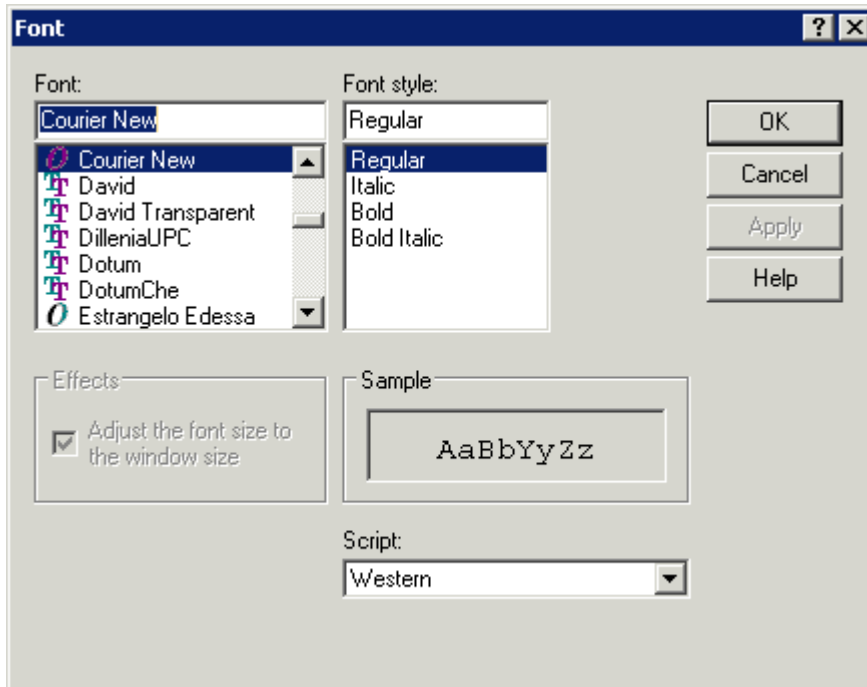 Font
Font:
Courier New
Courier New
David
David Transparent
DilleniaUPC
Dotum
DotumChe
Estrangelo Edessa
Font style:
Regular
Regular
Italic
Bold
Bold Italic
OK
Cancel
Apply
Help
Effects
Adjust the font size to
the window size
Sample
AaBbYyZz
Script:
Western